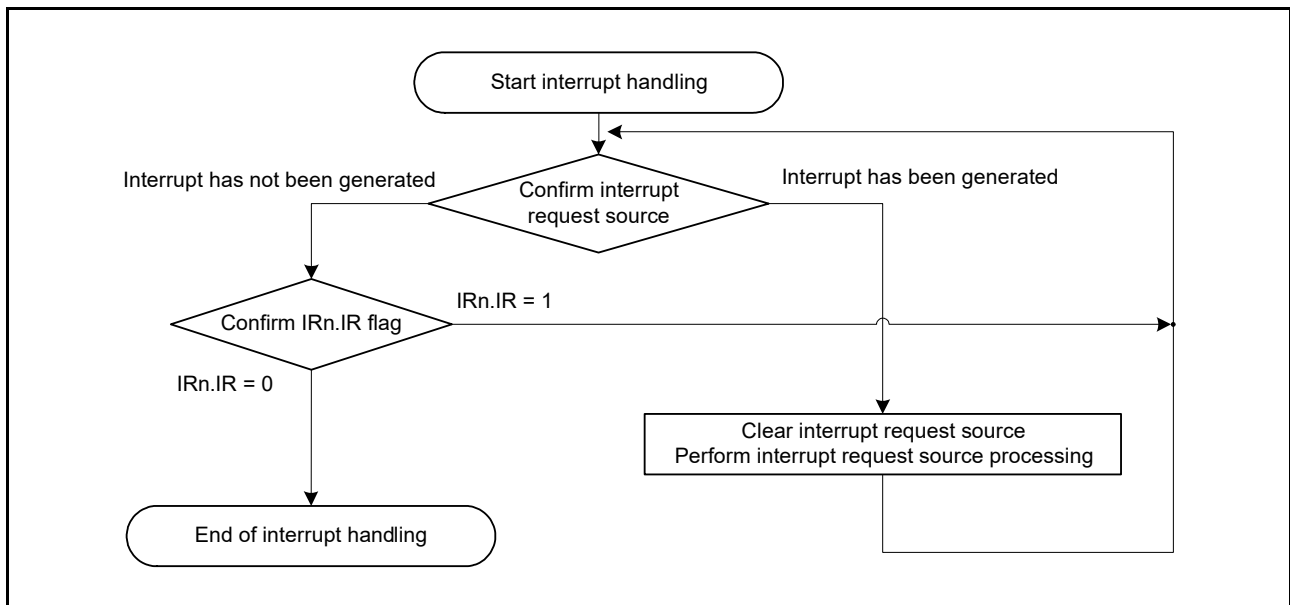 Start interrupt handling
Interrupt has not been generated
Confirm interrupt
request source
Interrupt has been generated
Confirm IRn.IR flag
IRn.IR = 1
IRn.IR = 0
Clear interrupt request source
Perform interrupt request source processing
End of interrupt handling